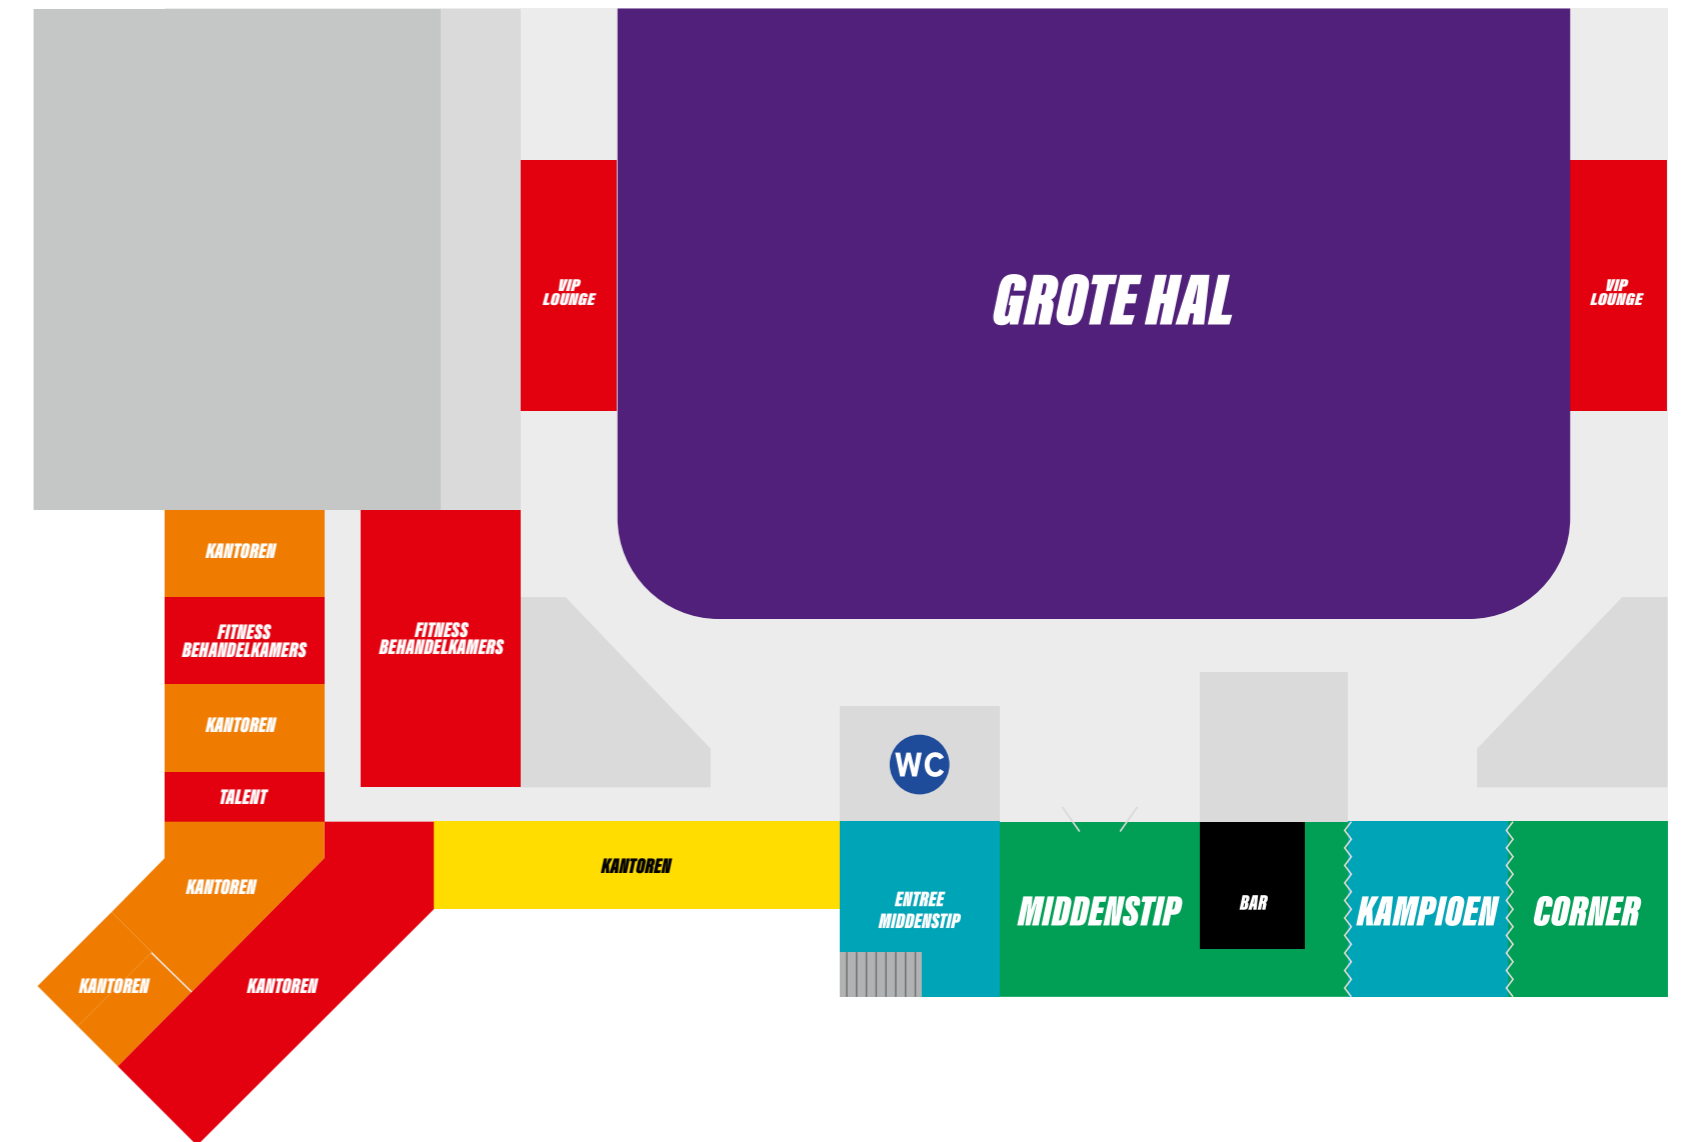 VIP
LOUNGE
GROTE HAL
VIP
LOUNGE
KANTOREN
FITNESS
BEHANDELKAMERS
FITNESS
BEHANDELKAMERS
KANTOREN
TALENT
WC
KANTOREN
KANTOREN
ENTREE
MIDDENSTIP
MIDDENSTIP
BAR
KAMPIOEN
CORNER
KANTOREN
KANTOREN